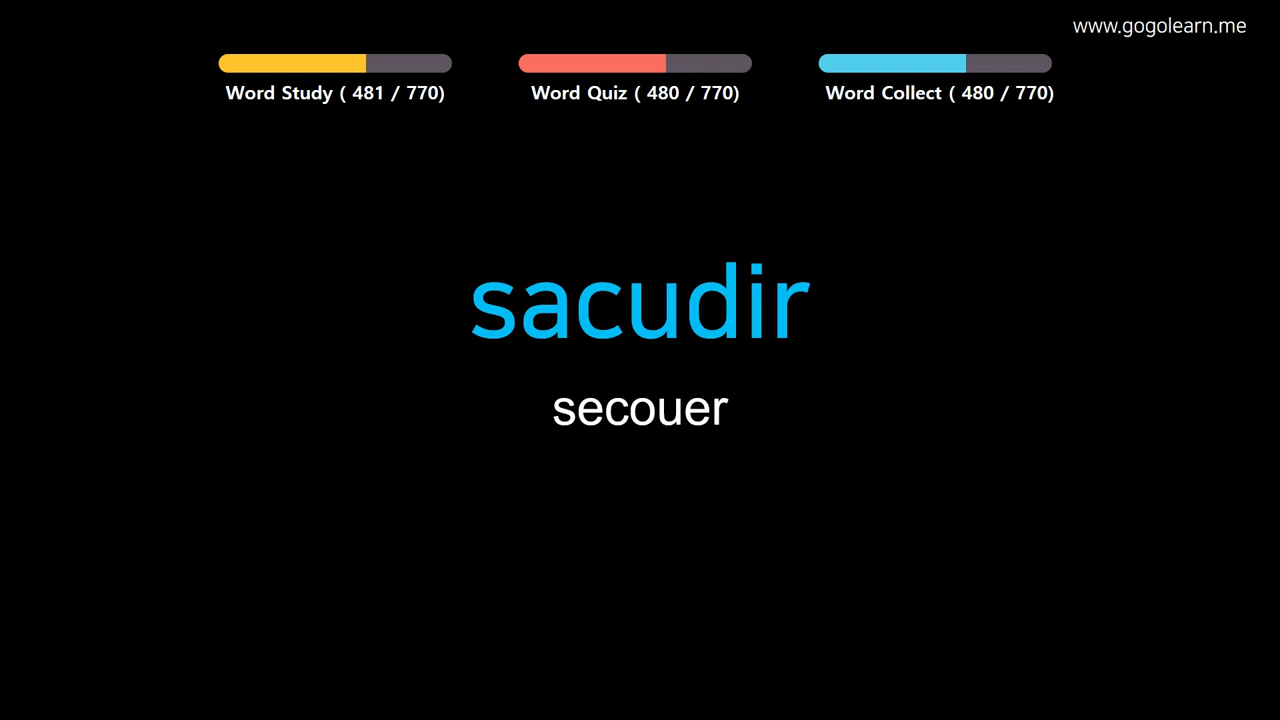 www.gogolearn.me
Word Study ( 481 / 770)
Word Quiz ( 480 / 770)
Word Collect ( 480 / 770)
sacudir
secouer